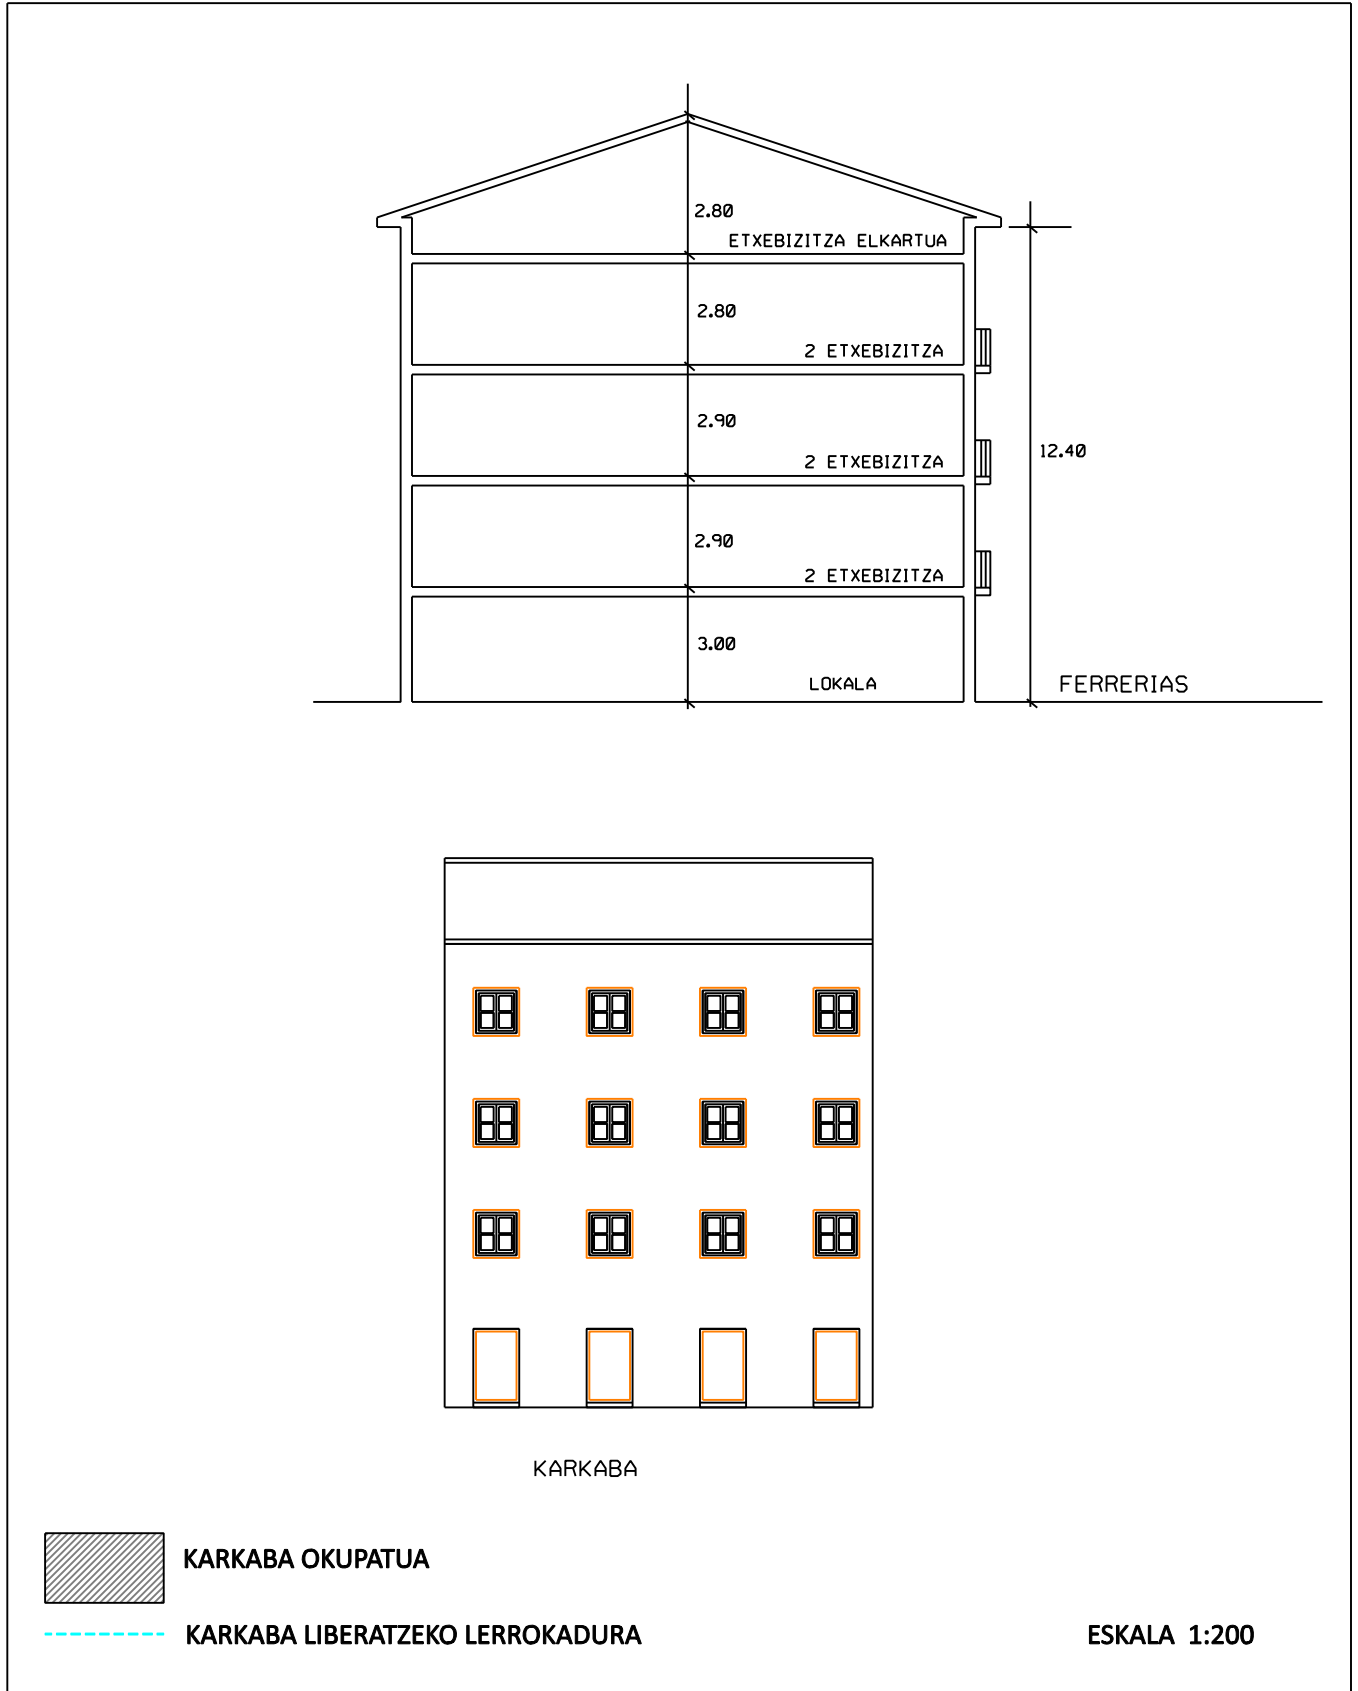 2.80
ETXEBIZITZA ELKARTUA
2.80
2 ETXEBIZITZA
2.90
12.40
2 ETXEBIZITZA
2.90
2 ETXEBIZITZA
3.00
LOKALA
FERRERIAS
KARKABA
KARKABA OKUPATUA
KARKABA LIBERATZEKO LERROKADURA
ESKALA 1:200